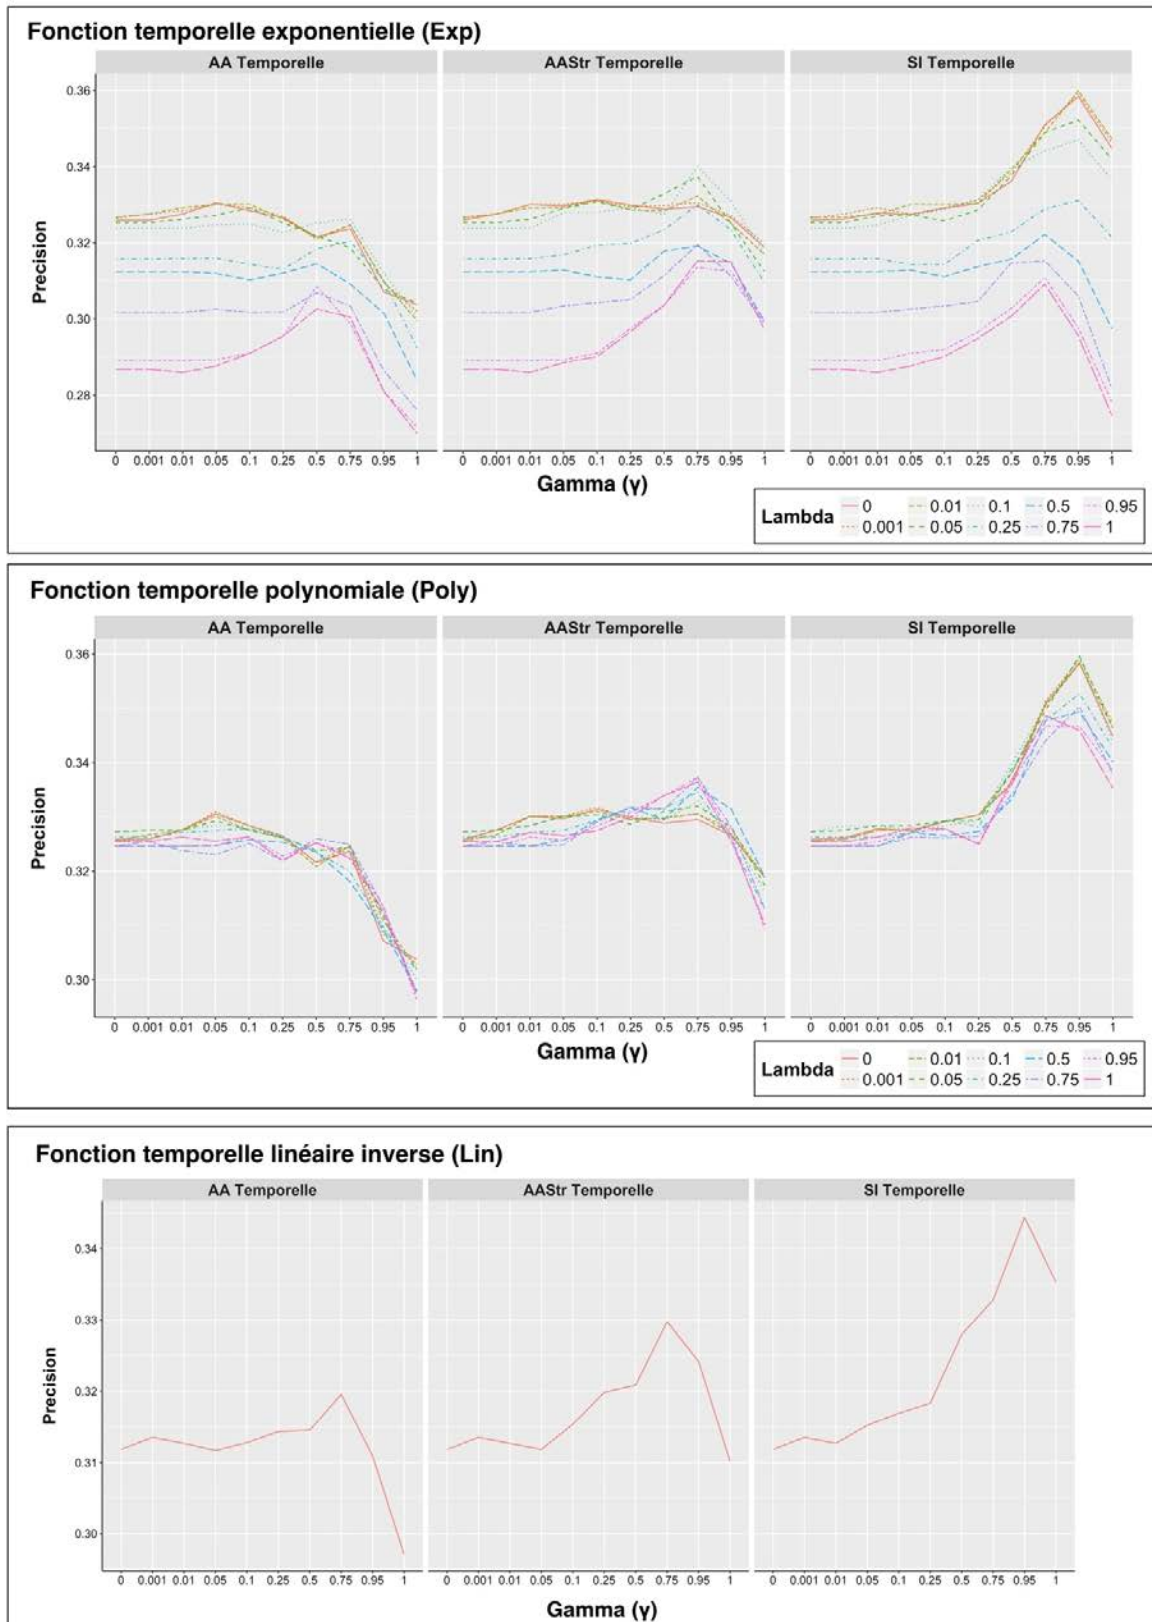 Fonction temporelle exponentielle (Exp)
AA Temporelle AAStr Temporelle SI Temporelle
0.36
0.34
0.32
0.30
0.28
Precision
0 0.001 0.01 0.05 0.1 0.25 0.5 0.75 0.95 1 0 0.001 0.01 0.05 0.1 0.25 0.5 0.75 0.95 1 0 0.001 0.01 0.05 0.1 0.25 0.5 0.75 0.95 1
Gamma (γ)
Lambda 0 0.01 0.1 0.5 0.95
0.001 0.05 0.25 0.75 1
Fonction temporelle polynomiale (Poly)
AA Temporelle AAStr Temporelle SI Temporelle
0.36
0.34
0.32
0.30
Precision
0 0.001 0.01 0.05 0.1 0.25 0.5 0.75 0.95 1 0 0.001 0.01 0.05 0.1 0.25 0.5 0.75 0.95 1 0 0.001 0.01 0.05 0.1 0.25 0.5 0.75 0.95 1
Gamma (γ)
Lambda 0 0.01 0.1 0.5 0.95
0.001 0.05 0.25 0.75 1
Fonction temporelle linéaire inverse (Lin)
AA Temporelle AAStr Temporelle SI Temporelle
0.34
0.33
0.32
0.31
0.30
Precision
0 0.001 0.01 0.05 0.1 0.25 0.5 0.75 0.95 1 0 0.001 0.01 0.05 0.1 0.25 0.5 0.75 0.95 1 0 0.001 0.01 0.05 0.1 0.25 0.5 0.75 0.95 1
Gamma (γ)